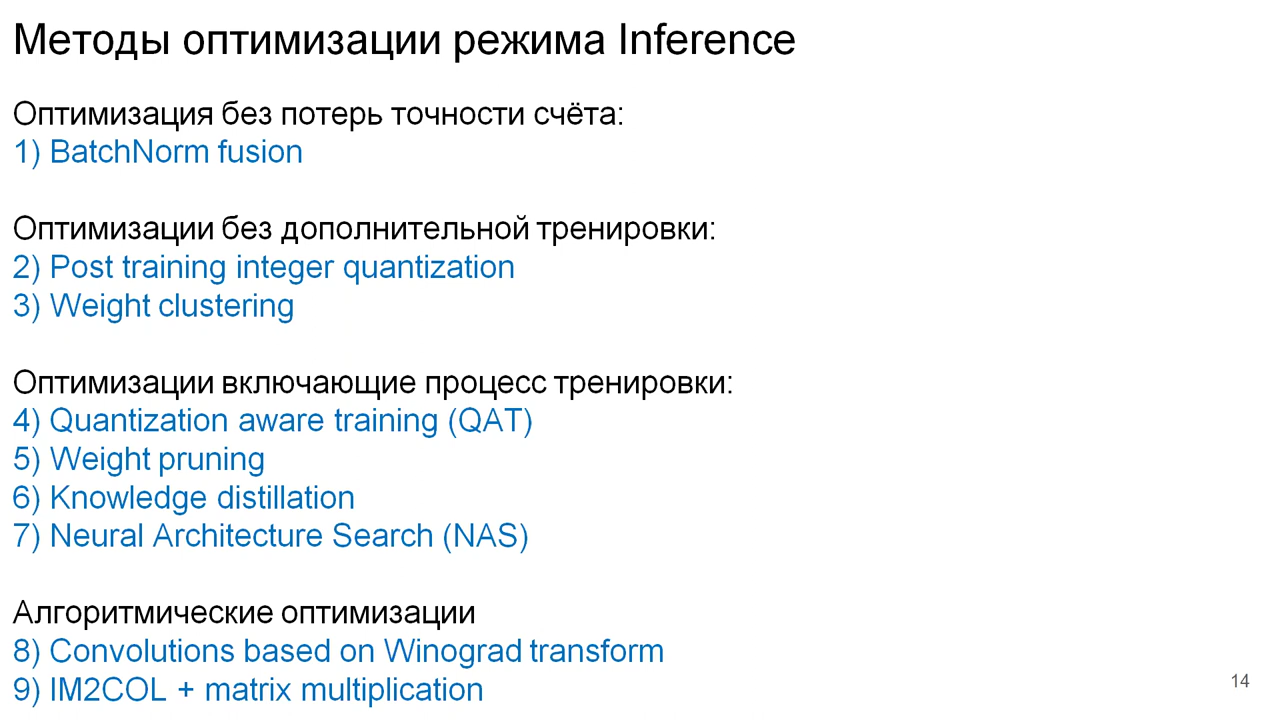 Методы оптимизации режима Inference
Оптимизация без потерь точности счёта:
1) BatchNorm fusion
Оптимизации без дополнительной тренировки:
2) Post training integer quantization
3) Weight clustering
Оптимизации включающие процесс тренировки:
4) Quantization aware training (QAT)
5) Weight pruning
6) Knowledge distillation
7) Neural Architecture Search (NAS)
Алгоритмические оптимизации
8) Convolutions based on Winograd transform
9) IM2COL + matrix multiplication
14